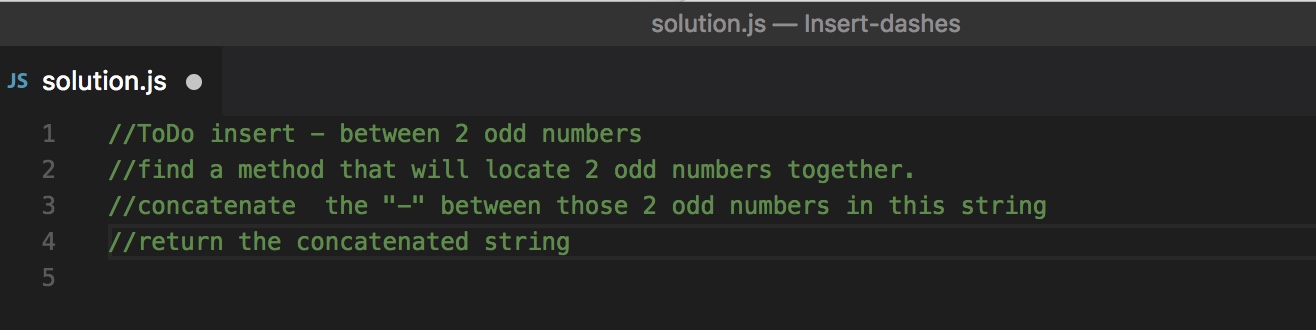 solution.js — Insert-dashes
JS solution.js
1 //ToDo insert - between 2 odd numbers
2 //find a method that will locate 2 odd numbers together.
3 //concatenate  the "-" between those 2 odd numbers in this string
4 //return the concatenated string
5